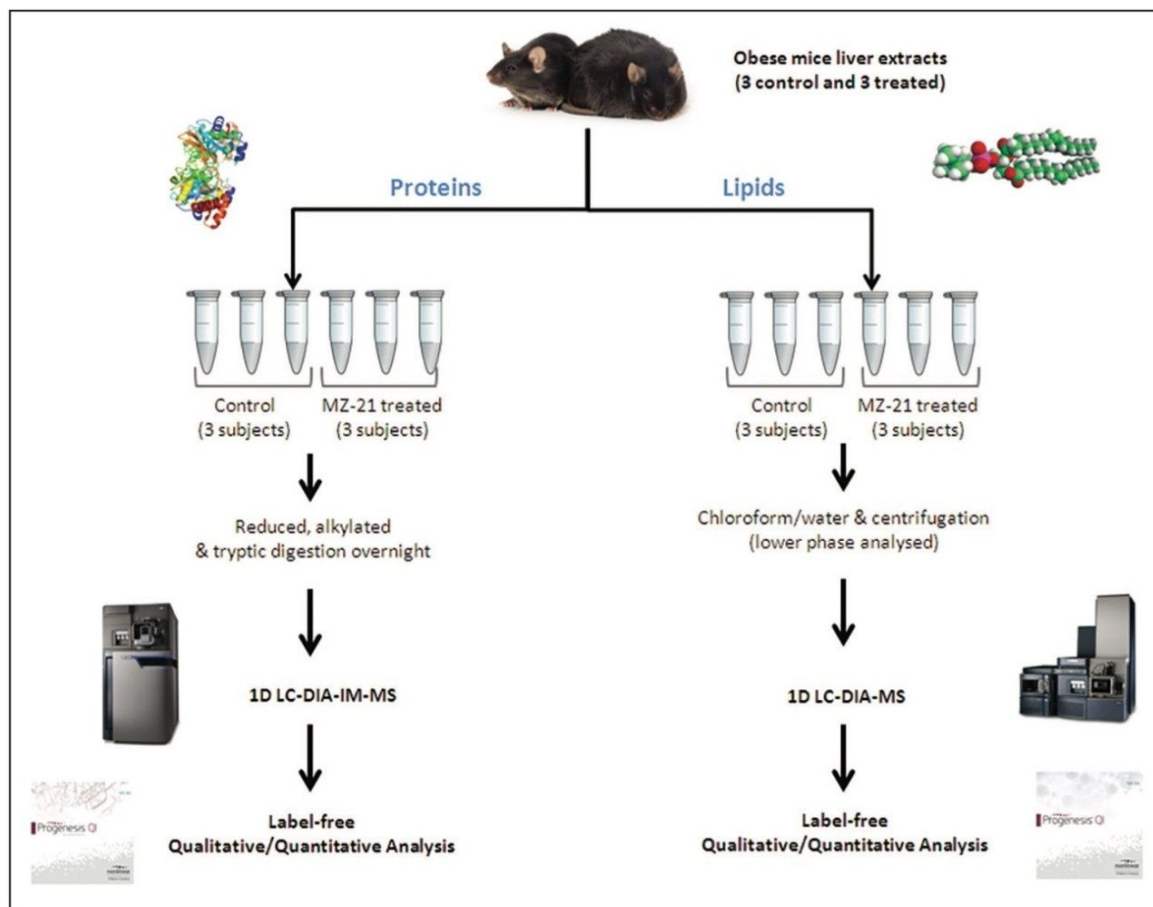 Obese mice liver extracts
(3 control and 3 treated)
Proteins
Lipids
Control
(3 subjects)
MZ-21 treated
(3 subjects)
Control
(3 subjects)
MZ-21 treated
(3 subjects)
Reduced, alkylated
& tryptic digestion overnight
Chloroform/water & centrifugation
(lower phase analysed)
1D LC-DIA-IM-MS
1D LC-DIA-MS
Label-free
Qualitative/Quantitative Analysis
Label-free
Qualitative/Quantitative Analysis
Progenesis QI
nonlinear
Progenesis QI
nonlinear